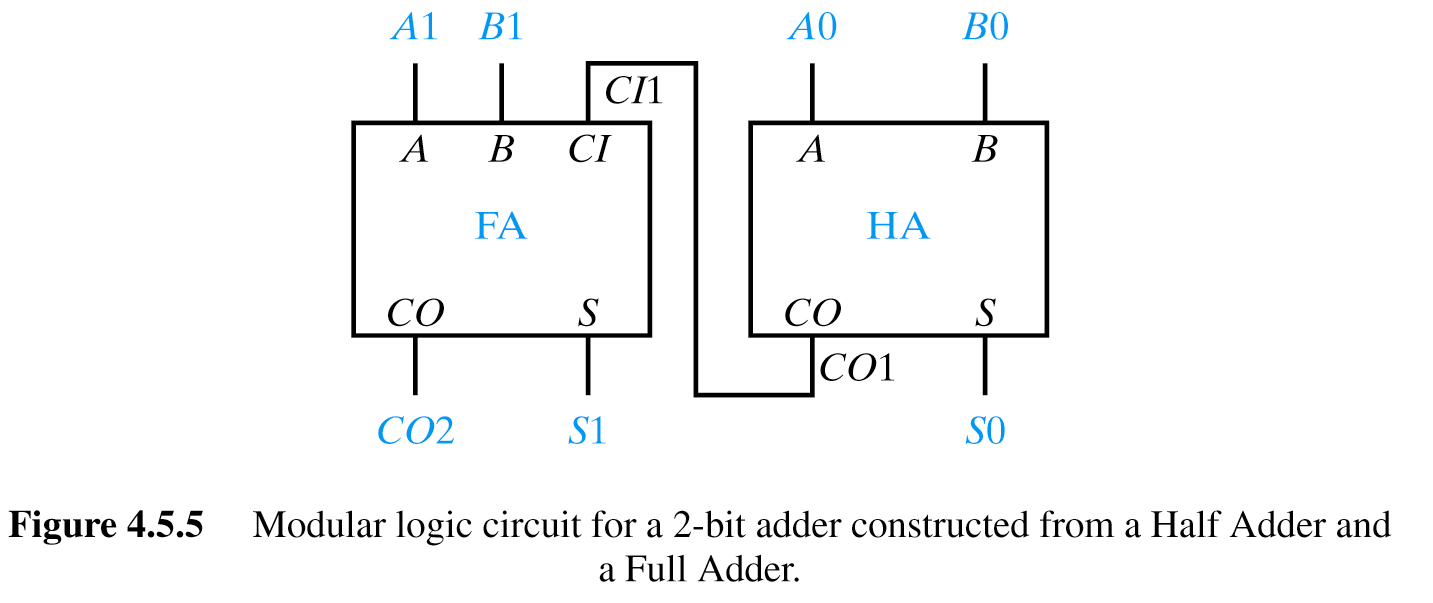 A1 B1 A0 B0
CI1
A B CI A B
FA HA
CO S CO S
CO1
CO2 S1 S0
Figure 4.5.5 Modular logic circuit for a 2-bit adder constructed from a Half Adder and
a Full Adder.